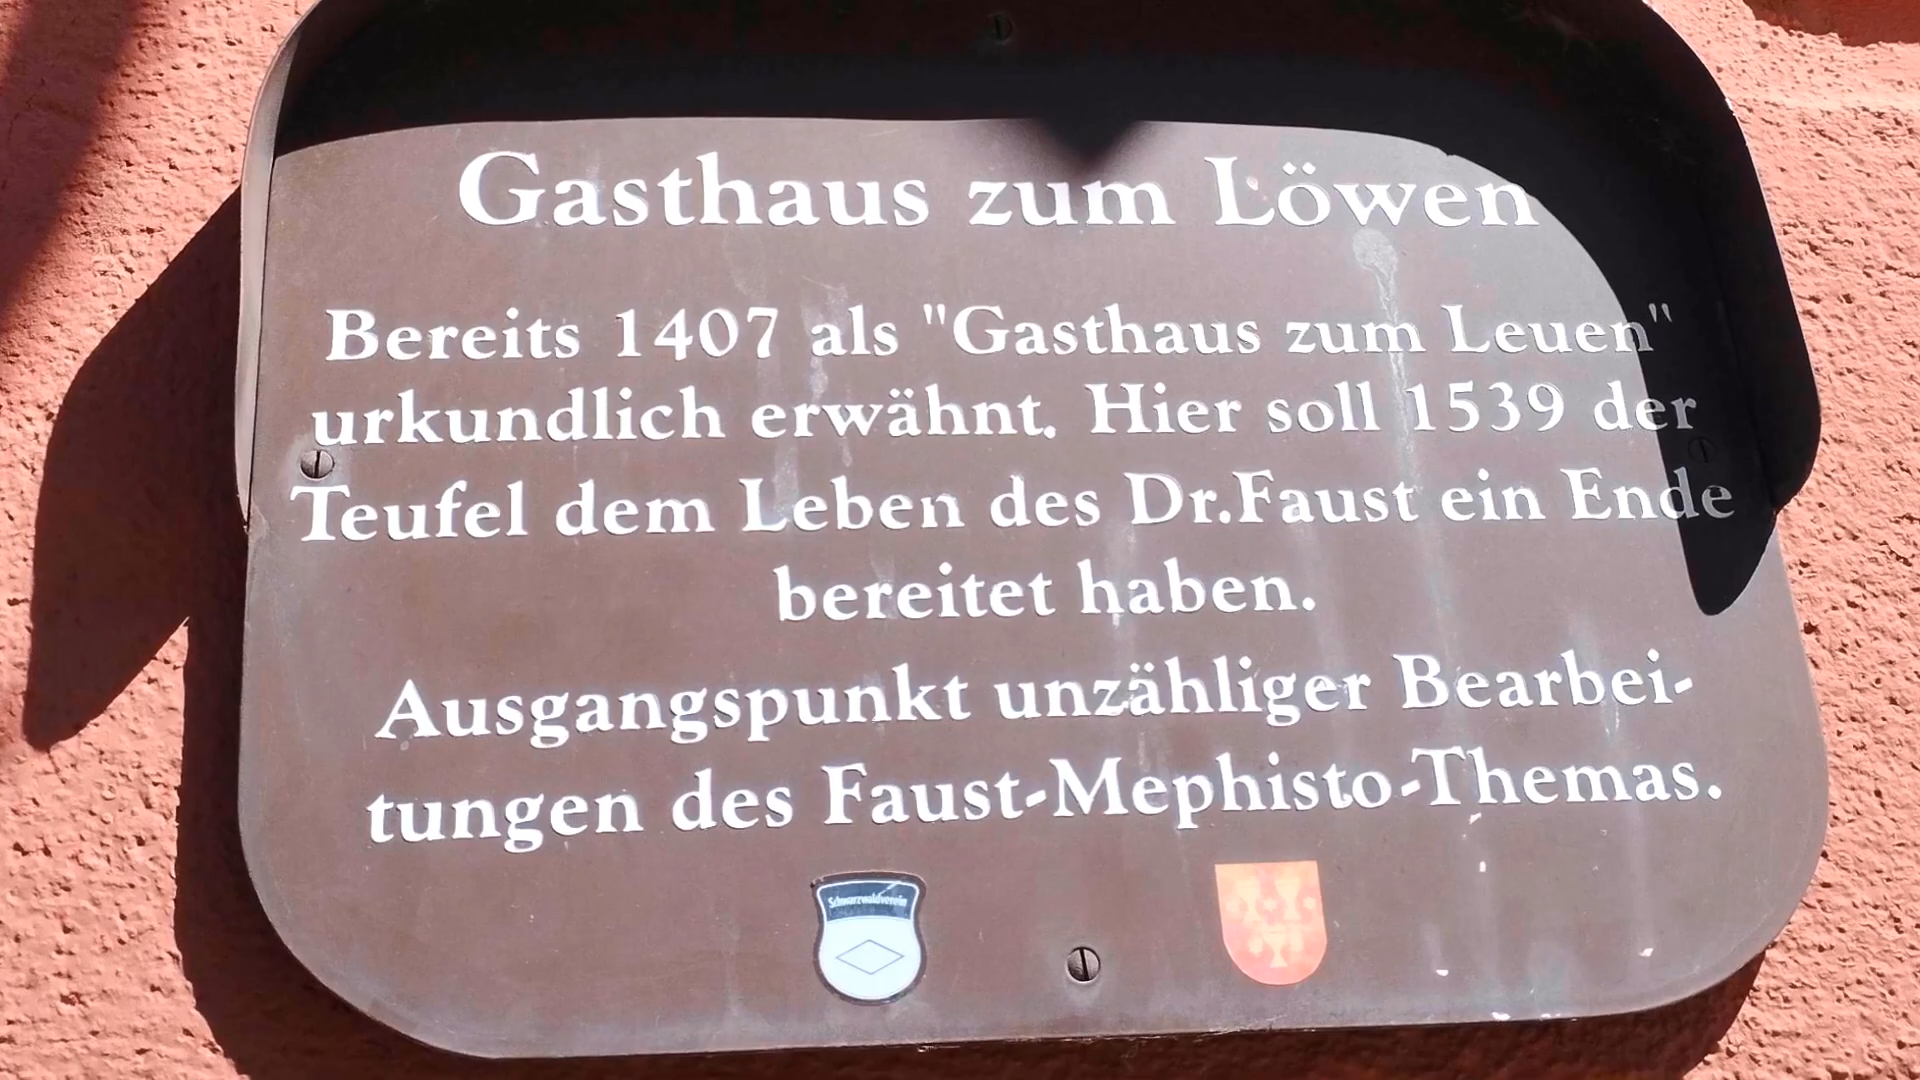 Gasthaus zum Löwen
Bereits 1407 als "Gasthaus zum Leuen"
urkundlich erwähnt. Hier soll 1539 der
Teufel dem Leben des Dr.Faust ein Ende
bereitet haben.
Ausgangspunkt unzähliger Bearbei-
tungen des Faust-Mephisto-Themas.
Schwarzwaldverein